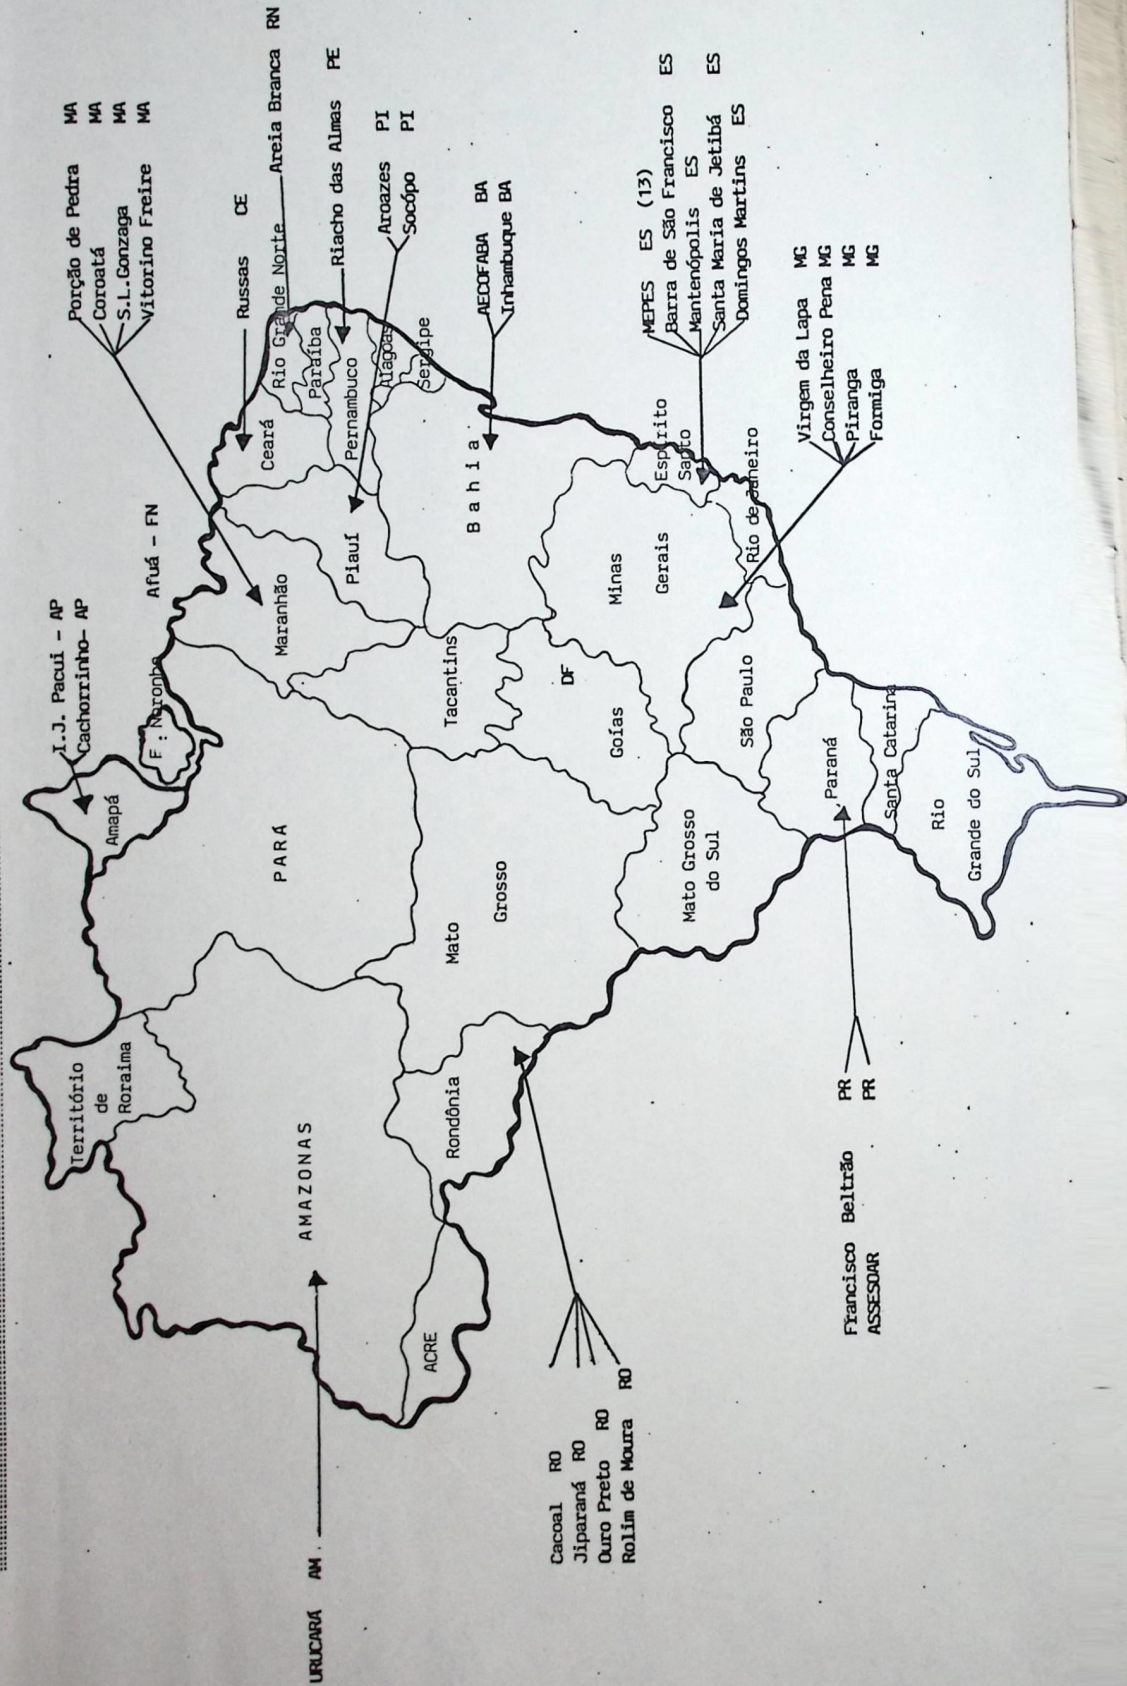 I.J. Pacui - AP
Cachorrinho- AP
Afuá - FN
Porção de Pedra MA
Coroatá MA
S.L.Gonzaga MA
Vitorino Freire MA
Russas CE
Areia Branca RN
Riacho das Almas PE
Aroazes PI
Socópo PI
AECOFABA BA
Inhambuque BA
MEPES ES (13)
Barra de São Francisco ES
Mantenópolis ES
Santa Maria de Jetibá ES
Domingos Martins ES
Virgem da Lapa MG
Conselheiro Pena MG
Piranga MG
Formiga MG
Território
de
Roraima
Amapá
F. Noronha
AMAZONAS
PARÁ
Maranhão
Piauí
Ceará
Rio Grande Norte
Paraíba
Pernambuco
Alagoas
Sergipe
Bahia
ACRE
Rondônia
Mato
Grosso
Tacantins
DF
Goías
Minas
Gerais
Espírito
Santo
Rio de Janeiro
São Paulo
Mato Grosso
do Sul
Paraná
Santa Catarina
Rio
Grande do Sul
URUCARÁ AM.
Cacoal RO
Jiparaná RO
Ouro Preto RO
Rolim de Moura RO
Francisco Beltrão PR
ASSESOAR PR